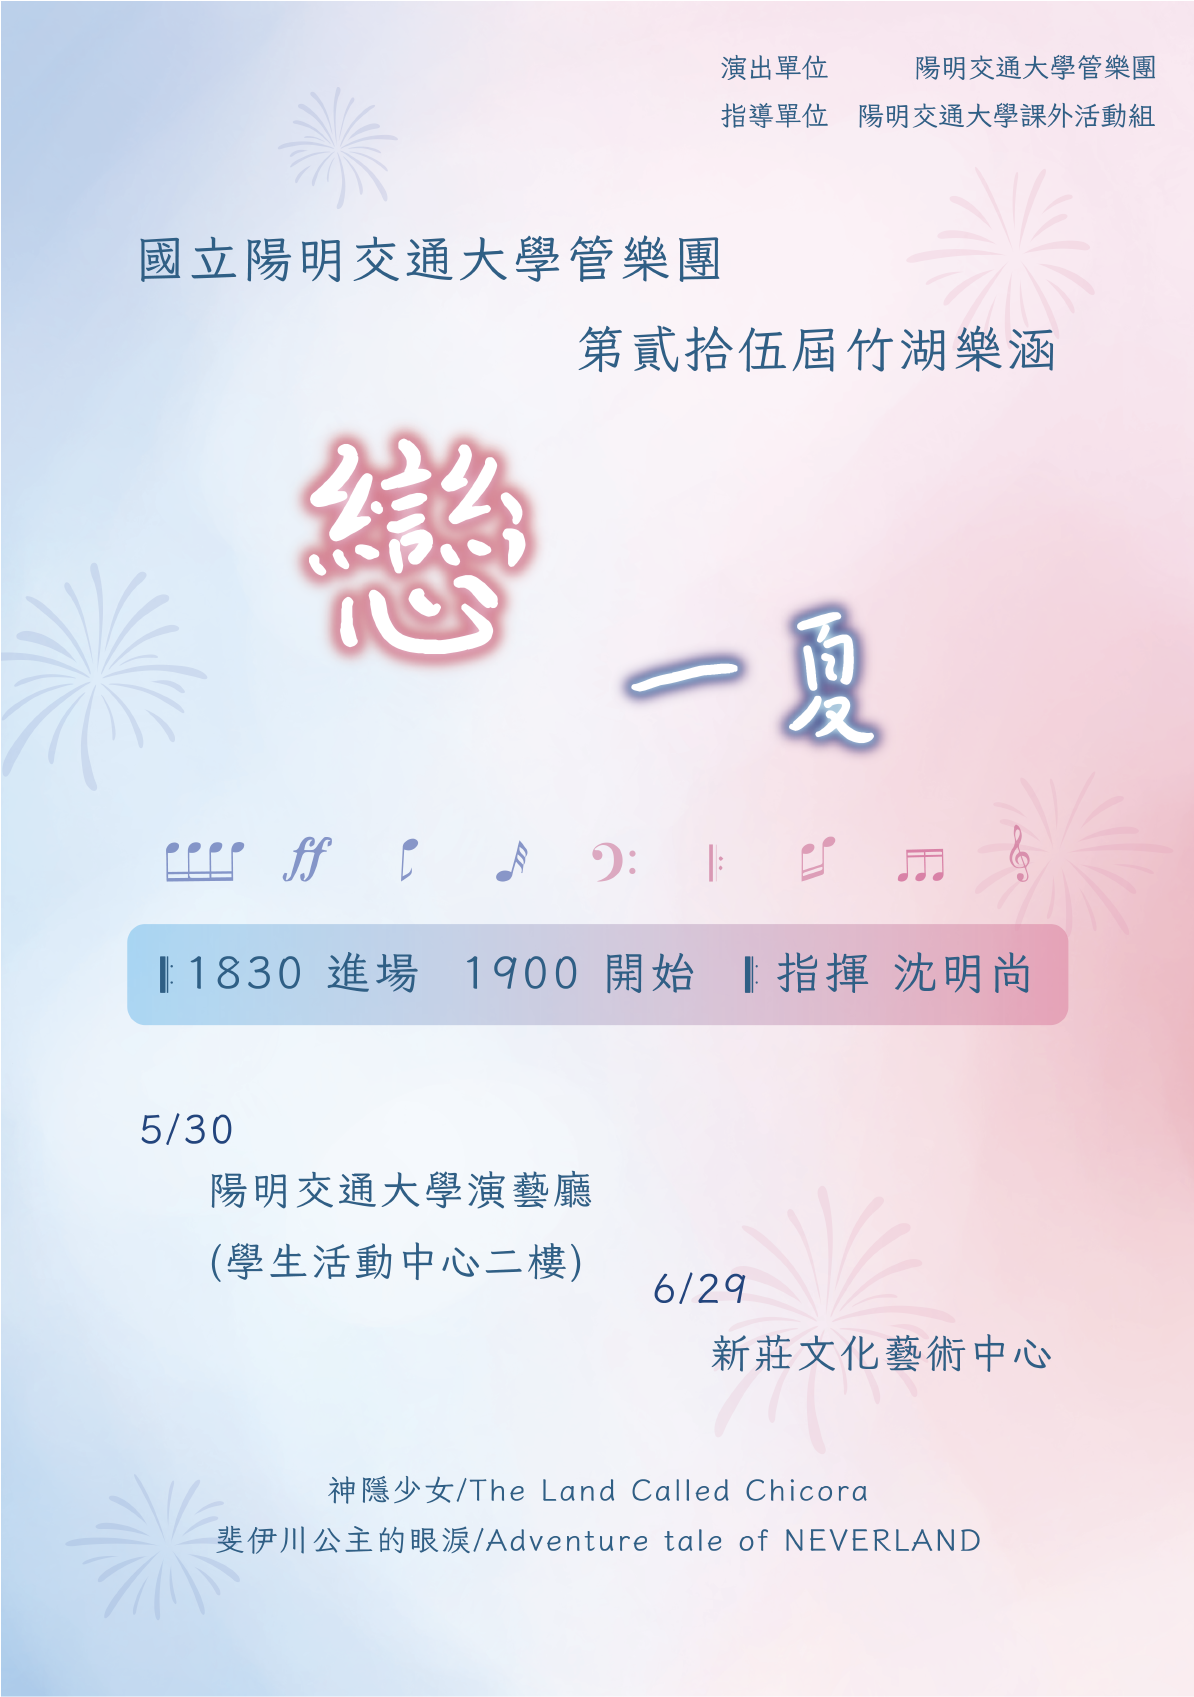 演出單位 陽明交通大學管樂團
指導單位 陽明交通大學課外活動組
國立陽明交通大學管樂團
第貳拾伍屆竹湖樂涵
戀
一夏
1830 進場 1900 開始 指揮 沈明尚
5/30
陽明交通大學演藝廳
(學生活動中心二樓)
6/29
新莊文化藝術中心
神隱少女/The Land Called Chicora
斐伊川公主的眼淚/Adventure tale of NEVERLAND